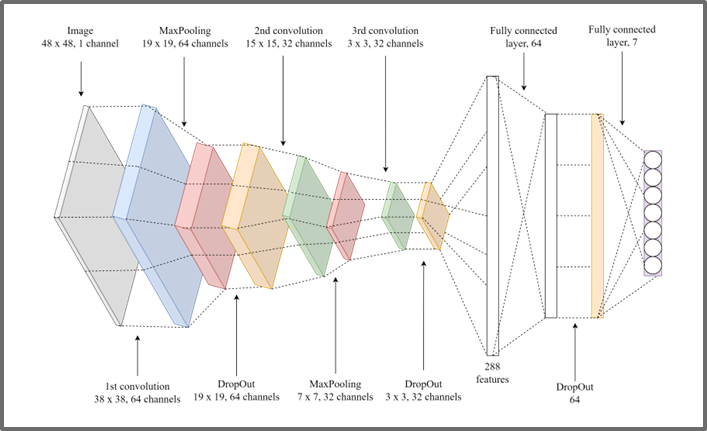 Image
48 x 48, 1 channel
MaxPooling
19 x 19, 64 channels
2nd convolution
15 x 15, 32 channels
3rd convolution
3 x 3, 32 channels
Fully connected
layer, 64
Fully connected
layer, 7
1st convolution
38 x 38, 64 channels
DropOut
19 x 19, 64 channels
MaxPooling
7 x 7, 32 channels
DropOut
3 x 3, 32 channels
288
features
DropOut
64